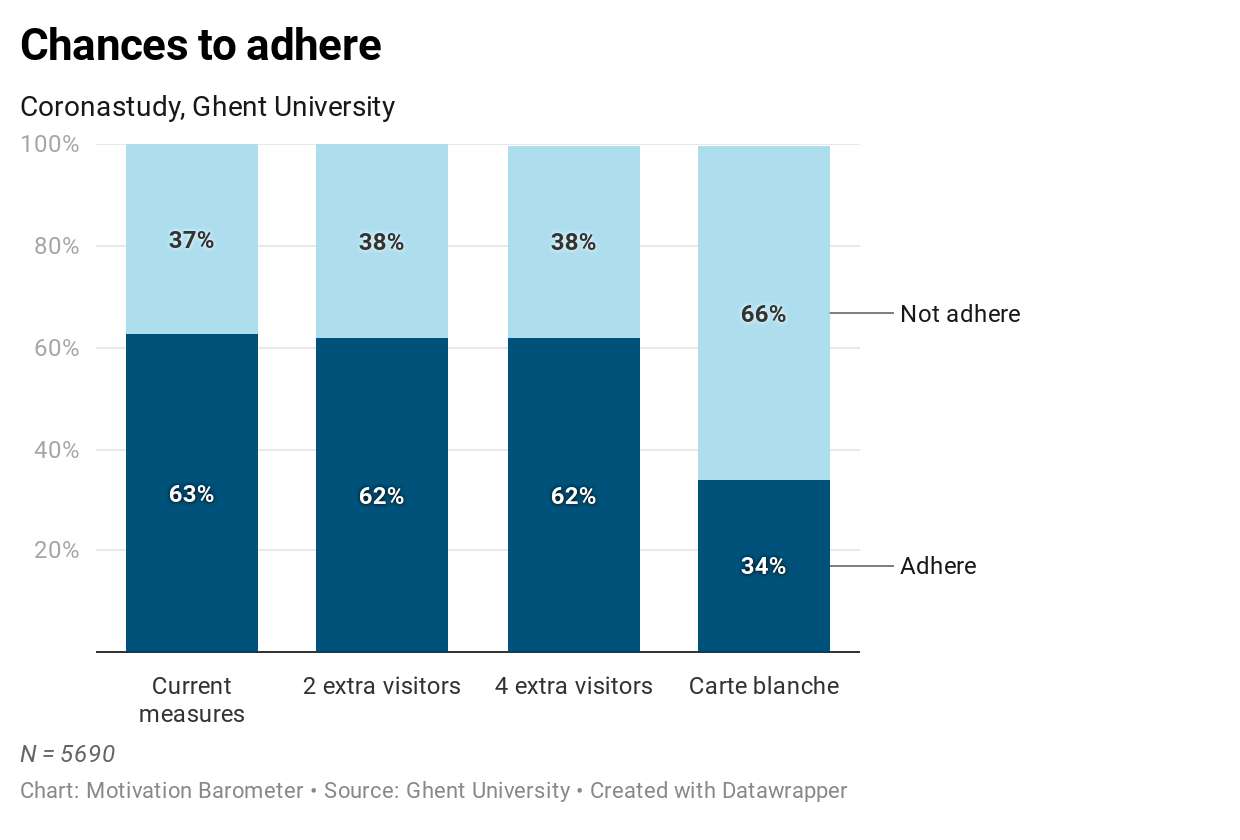 Chances to adhere
Coronastudy, Ghent University
100%
80%
60%
40%
20%
37%
38%
38%
66%
Not adhere
63%
62%
62%
34%
Adhere
Current
measures
2 extra visitors
4 extra visitors
Carte blanche
N = 5690
Chart: Motivation Barometer • Source: Ghent University • Created with Datawrapper